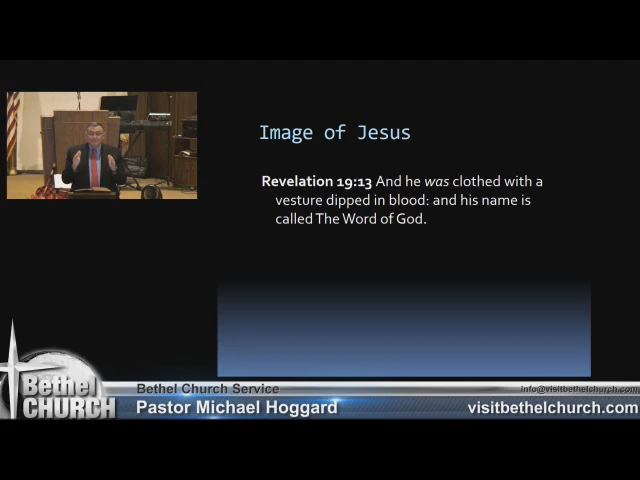 Image of Jesus
Revelation 19:13 And he was clothed with a
vesture dipped in blood: and his name is
called The Word of God.
Bethel
CHURCH
Bethel Church Service
info@visitbethelchurch.com
Pastor Michael Hoggard
visitbethelchurch.com